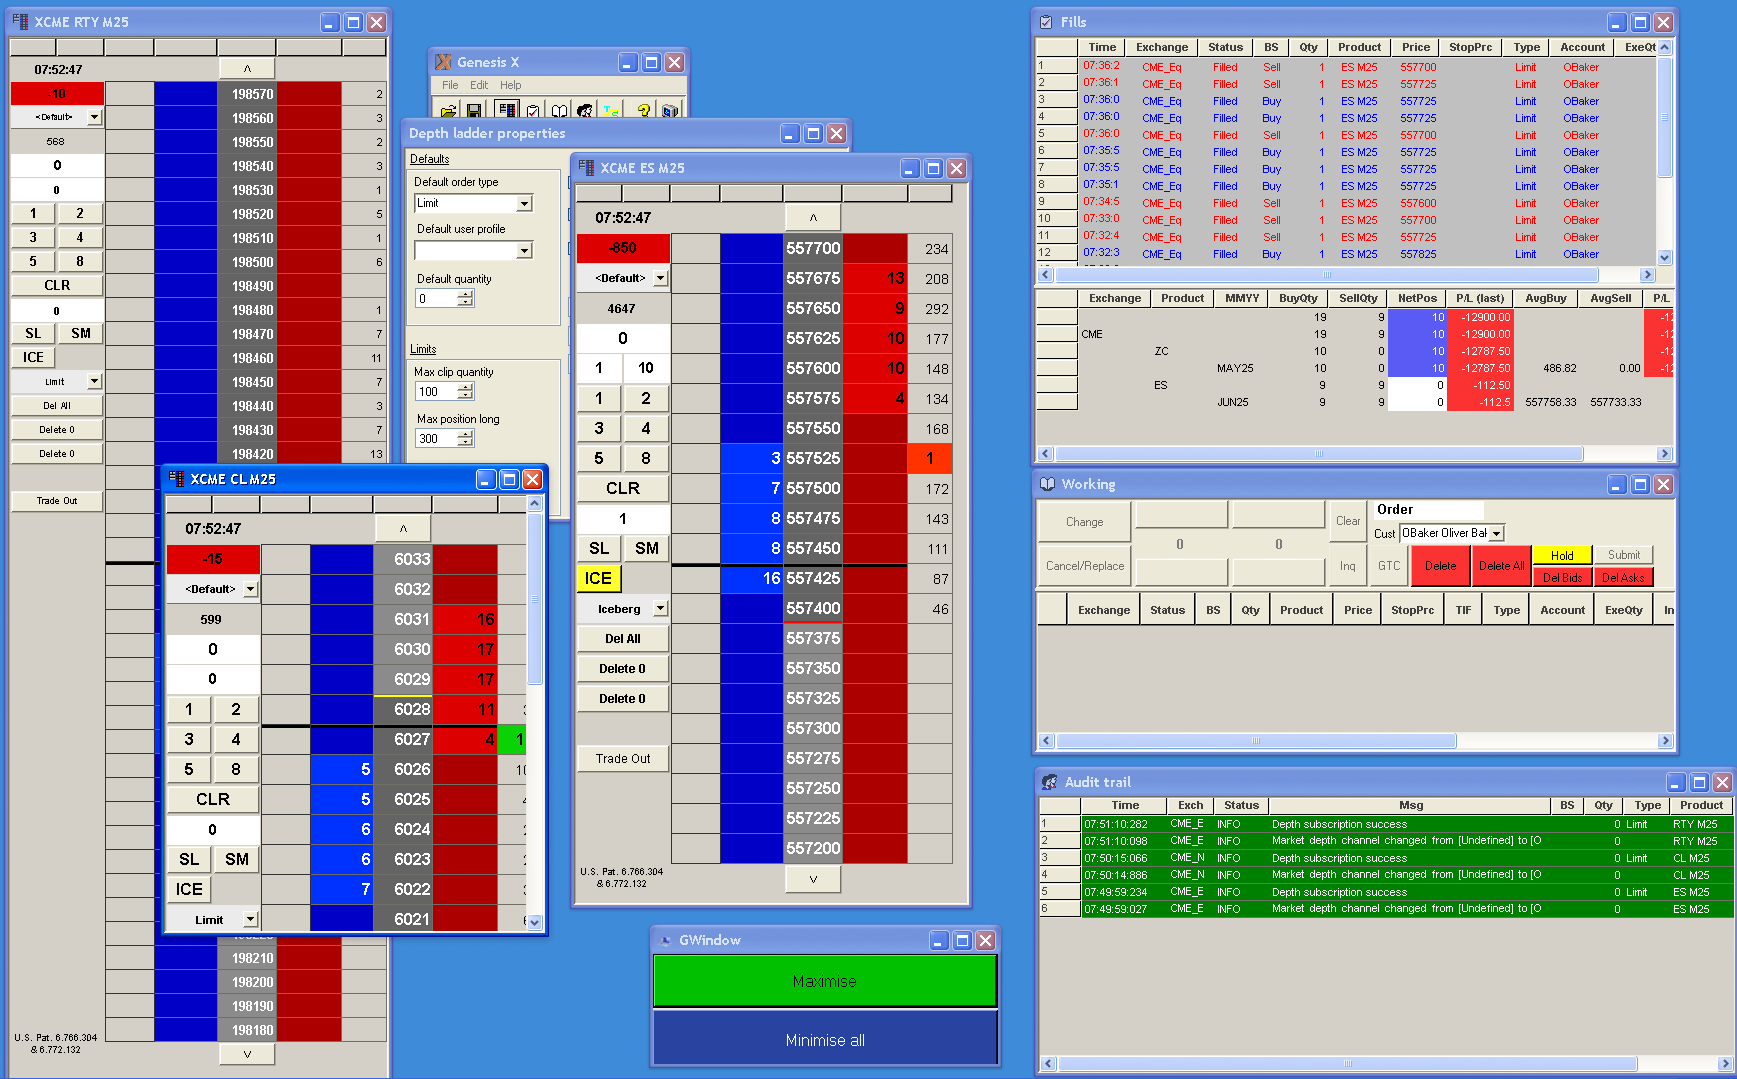 XCME RTY M25
07:52:47
^
-10
198570 2
<Default>
198560 3
568
198550 2
0
198540 3
0
198530 1
1 2
198520 5
3 4
198510 1
5 8
198500 6
CLR
198490
0
198480 1
SL SM
198470 7
ICE
198460 11
Limit
198450 7
Del All
198440 3
Delete 0
198430 7
Delete 0
198420 13
Trade Out
198210
198200
198190
198180
U.S. Pat. 6.766.304
& 6.772.132
v
Genesis X
File Edit Help
Depth ladder properties
Defaults
Default order type
Limit
Default user profile
Default quantity
0
Limits
Max clip quantity
100
Max position long
300
XCME CL M25
07:52:47
^
-15
6033
<Default>
6032
599
6031 16
0
6030 17
0
6029 17
1 2
6028 11
3 4
6027 4 1
5 8
5 6026
CLR
5 6025
0
6 6024
SL SM
6 6023
ICE
7 6022
Limit
6021
XCME ES M25
07:52:47
^
-850
557700 234
<Default>
557675 13 208
4647
557650 9 292
0
557625 10 177
1 10
557600 10 148
1 2
557575 4 134
3 4
557550 168
5 8
3 557525 1
CLR
7 557500 172
1
8 557475 143
SL SM
8 557450 111
ICE
16 557425 87
Iceberg
557400 46
Del All
557375
Delete 0
557350
Delete 0
557325
557300
Trade Out
557275
557250
557225
557200
U.S. Pat. 6.766.304
& 6.772.132
v
GWindow
Maximise
Minimise all
Fills
Time Exchange Status BS Qty Product Price StopPrc Type Account ExeQt
1 07:36:2 CME_Eq Filled Sell 1 ES M25 557700 Limit OBaker
2 07:36:1 CME_Eq Filled Sell 1 ES M25 557725 Limit OBaker
3 07:36:0 CME_Eq Filled Buy 1 ES M25 557725 Limit OBaker
4 07:36:0 CME_Eq Filled Buy 1 ES M25 557725 Limit OBaker
5 07:36:0 CME_Eq Filled Sell 1 ES M25 557700 Limit OBaker
6 07:35:5 CME_Eq Filled Buy 1 ES M25 557725 Limit OBaker
7 07:35:5 CME_Eq Filled Buy 1 ES M25 557725 Limit OBaker
8 07:35:1 CME_Eq Filled Buy 1 ES M25 557725 Limit OBaker
9 07:34:5 CME_Eq Filled Sell 1 ES M25 557600 Limit OBaker
10 07:33:0 CME_Eq Filled Sell 1 ES M25 557700 Limit OBaker
11 07:32:4 CME_Eq Filled Sell 1 ES M25 557725 Limit OBaker
12 07:32:3 CME_Eq Filled Buy 1 ES M25 557825 Limit OBaker
Exchange Product MMYY BuyQty SellQty NetPos P/L (last) AvgBuy AvgSell P/L
19 9 10 -12900.00 -12
CME 19 9 10 -12900.00 -12
ZC 10 0 10 -12787.50 -12
MAY25 10 0 10 -12787.50 486.82 0.00 -12
ES 9 9 0 -112.50
JUN25 9 9 0 -112.5 557758.33 557733.33
Working
Change Clear Order
0 0 Cust OBaker Oliver Bak
Cancel/Replace Inq GTC Delete Delete All Hold Submit
Del Bids Del Asks
Exchange Status BS Qty Product Price StopPrc TIF Type Account ExeQty In
Audit trail
Time Exch Status Msg BS Qty Type Product
1 07:51:10:282 CME_E INFO Depth subscription success 0 Limit RTY M25
2 07:51:10:098 CME_E INFO Market depth channel changed from [Undefined] to [O 0 RTY M25
3 07:50:15:066 CME_N INFO Depth subscription success 0 Limit CL M25
4 07:50:14:886 CME_N INFO Market depth channel changed from [Undefined] to [O 0 CL M25
5 07:49:59:234 CME_E INFO Depth subscription success 0 Limit ES M25
6 07:49:59:027 CME_E INFO Market depth channel changed from [Undefined] to [O 0 ES M25